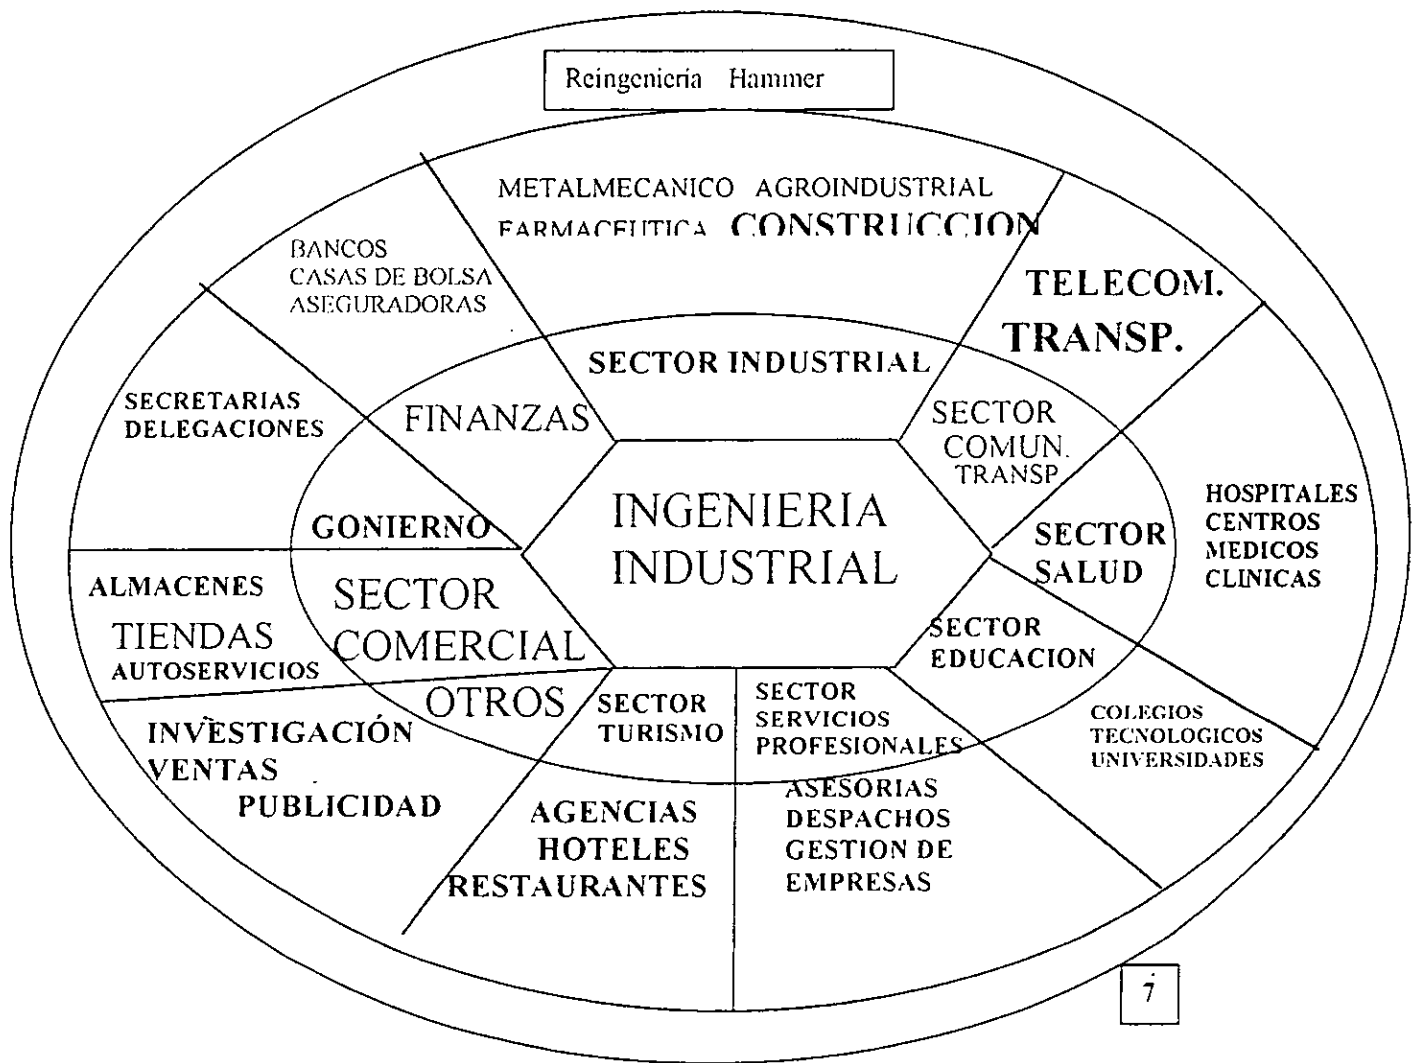 Reingeniería Hammer
METALMECANICO AGROINDUSTRIAL
FARMACEUTICA CONSTRUCCION
BANCOS
CASAS DE BOLSA
ASEGURADORAS
TELECOM.
TRANSP.
SECTOR INDUSTRIAL
FINANZAS
SECTOR
COMUN.
TRANSP
SECRETARIAS
DELEGACIONES
GONIERNO
INGENIERIA
INDUSTRIAL
SECTOR
SALUD
HOSPITALES
CENTROS
MEDICOS
CLINICAS
ALMACENES
TIENDAS
AUTOSERVICIOS
SECTOR
COMERCIAL
SECTOR
EDUCACION
COLEGIOS
TECNOLOGICOS
UNIVERSIDADES
OTROS
INVESTIGACIÓN
VENTAS
PUBLICIDAD
SECTOR
TURISMO
AGENCIAS
HOTELES
RESTAURANTES
SECTOR
SERVICIOS
PROFESIONALES
ASESORIAS
DESPACHOS
GESTION DE
EMPRESAS
7